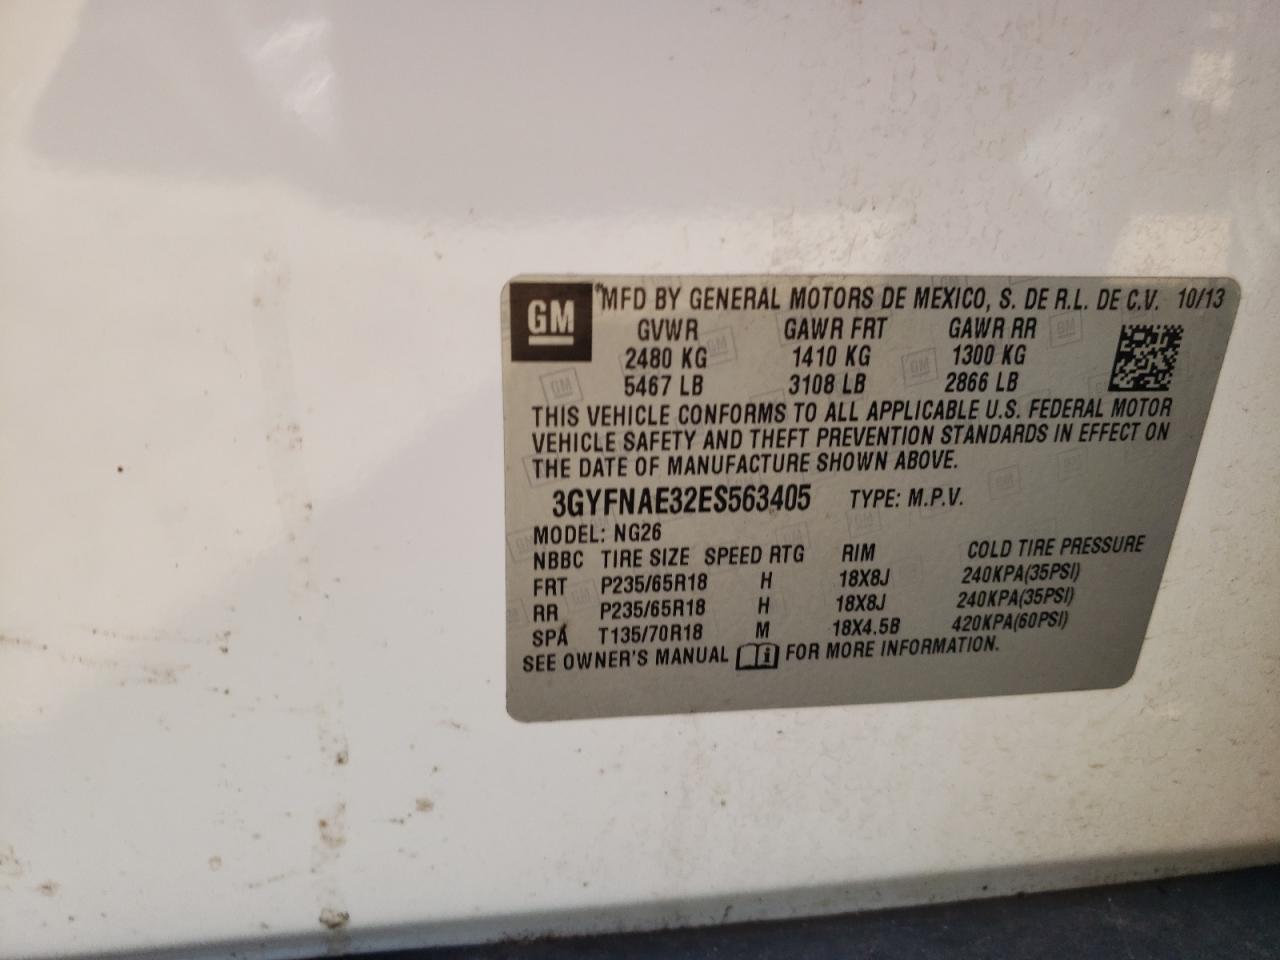 GM
*MFD BY GENERAL MOTORS DE MEXICO, S. DE R.L. DE C.V. 10/13
GVWR GAWR FRT GAWR RR
2480 KG 1410 KG 1300 KG
5467 LB 3108 LB 2866 LB
THIS VEHICLE CONFORMS TO ALL APPLICABLE U.S. FEDERAL MOTOR
VEHICLE SAFETY AND THEFT PREVENTION STANDARDS IN EFFECT ON
THE DATE OF MANUFACTURE SHOWN ABOVE.
3GYFNAE32ES563405 TYPE: M.P.V.
MODEL: NG26
NBBC TIRE SIZE SPEED RTG RIM COLD TIRE PRESSURE
FRT P235/65R18 H 18X8J 240KPA(35PSI)
RR P235/65R18 H 18X8J 240KPA(35PSI)
SPA T135/70R18 M 18X4.5B 420KPA(60PSI)
SEE OWNER'S MANUAL i FOR MORE INFORMATION.